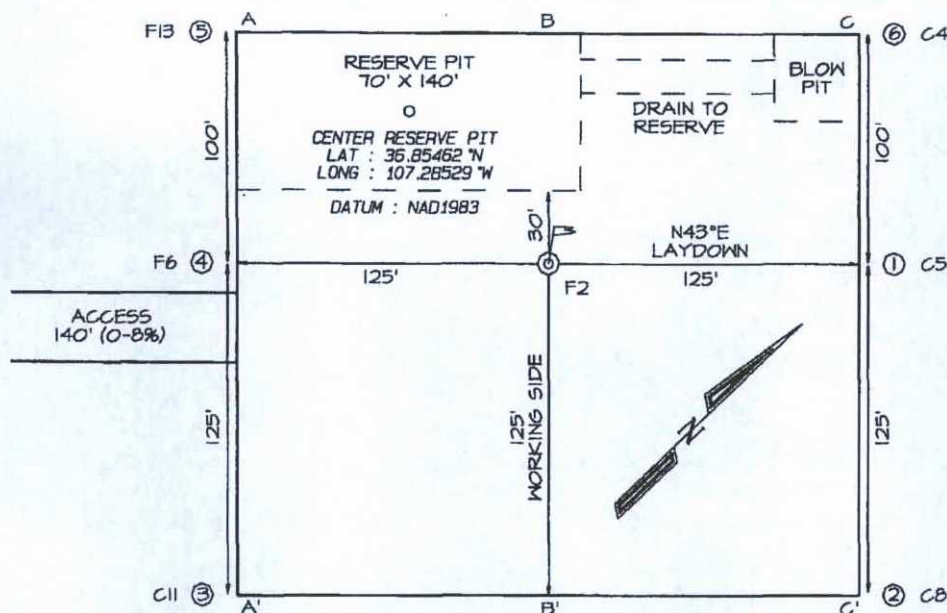 A B C
F13 ⑤ ⑥ C4
RESERVE PIT
70' X 140'
BLOW
PIT
DRAIN TO
RESERVE
100'
100'
CENTER RESERVE PIT
LAT : 36.85462 °N
LONG : 107.28529 °W
DATUM : NAD1983
30'
N43°E
LAYDOWN
F6 ④ 125' F2 125' ① C5
ACCESS
140' (0-8%)
125'
125'
WORKING SIDE
125'
N
C11 ③ ② C8
A' B' C'